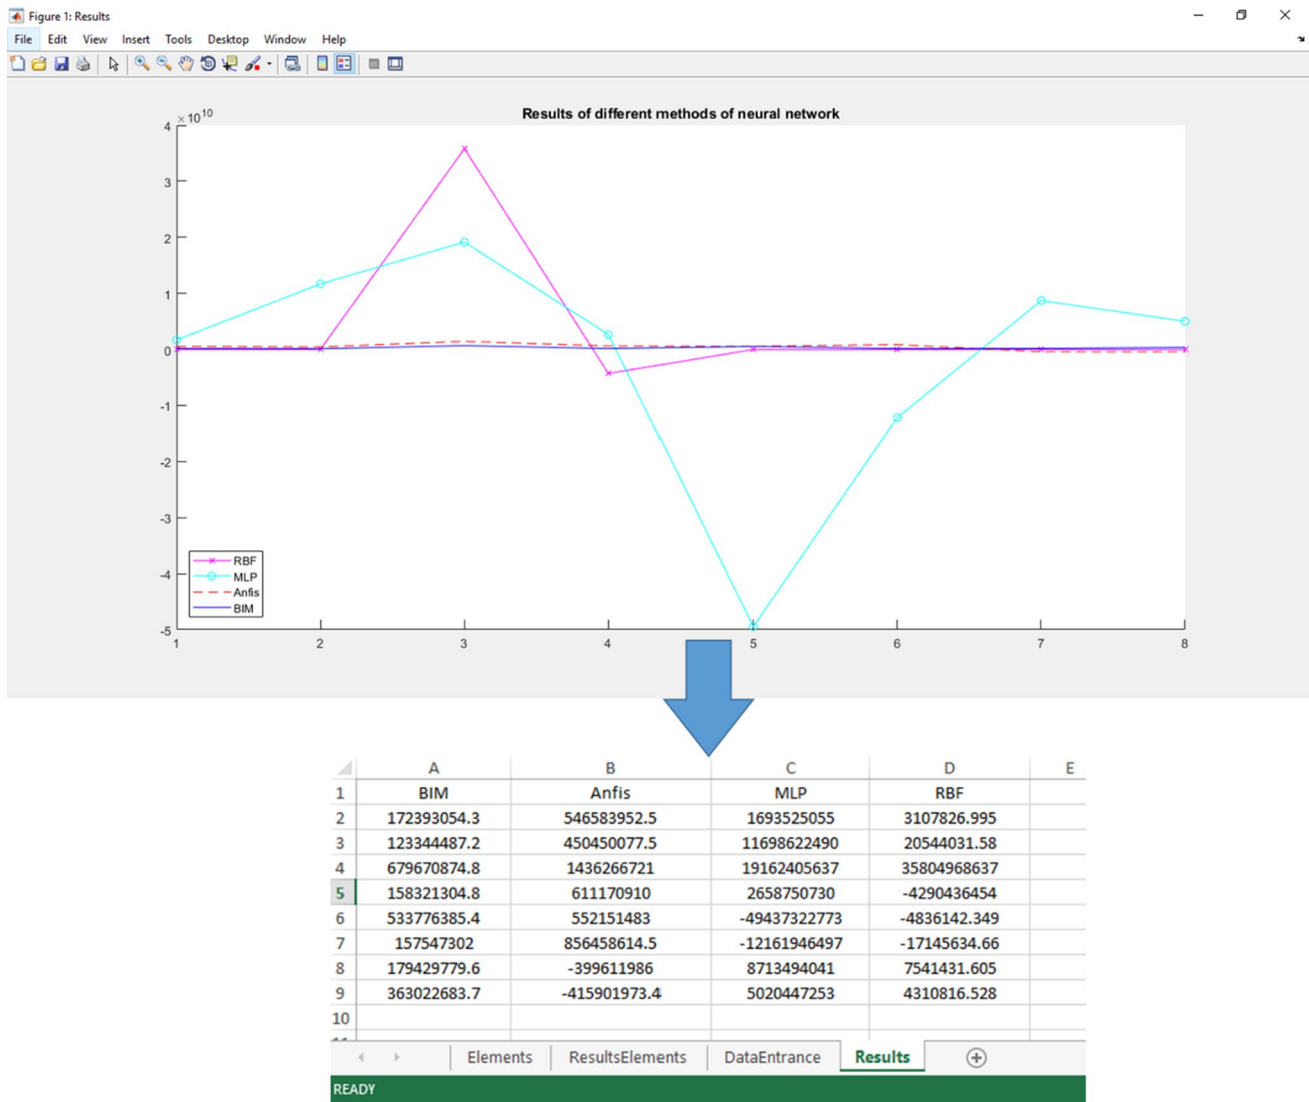 Figure 1: Results
File Edit View Insert Tools Desktop Window Help
Results of different methods of neural network
×10^10
4
3
2
1
0
-1
-2
-3
-4
-5
RBF
MLP
Anfis
BIM
1 2 3 4 5 6 7 8
A B C D E
1 BIM Anfis MLP RBF
2 172393054.3 546583952.5 1693525055 3107826.995
3 123344487.2 450450077.5 11698622490 20544031.58
4 679670874.8 1436266721 19162405637 35804968637
5 158321304.8 611170910 2658750730 -4290436454
6 533776385.4 552151483 -49437322773 -4836142.349
7 157547302 856458614.5 -12161946497 -17145634.66
8 179429779.6 -399611986 8713494041 7541431.605
9 363022683.7 -415901973.4 5020447253 4310816.528
10
Elements ResultsElements DataEntrance Results
READY